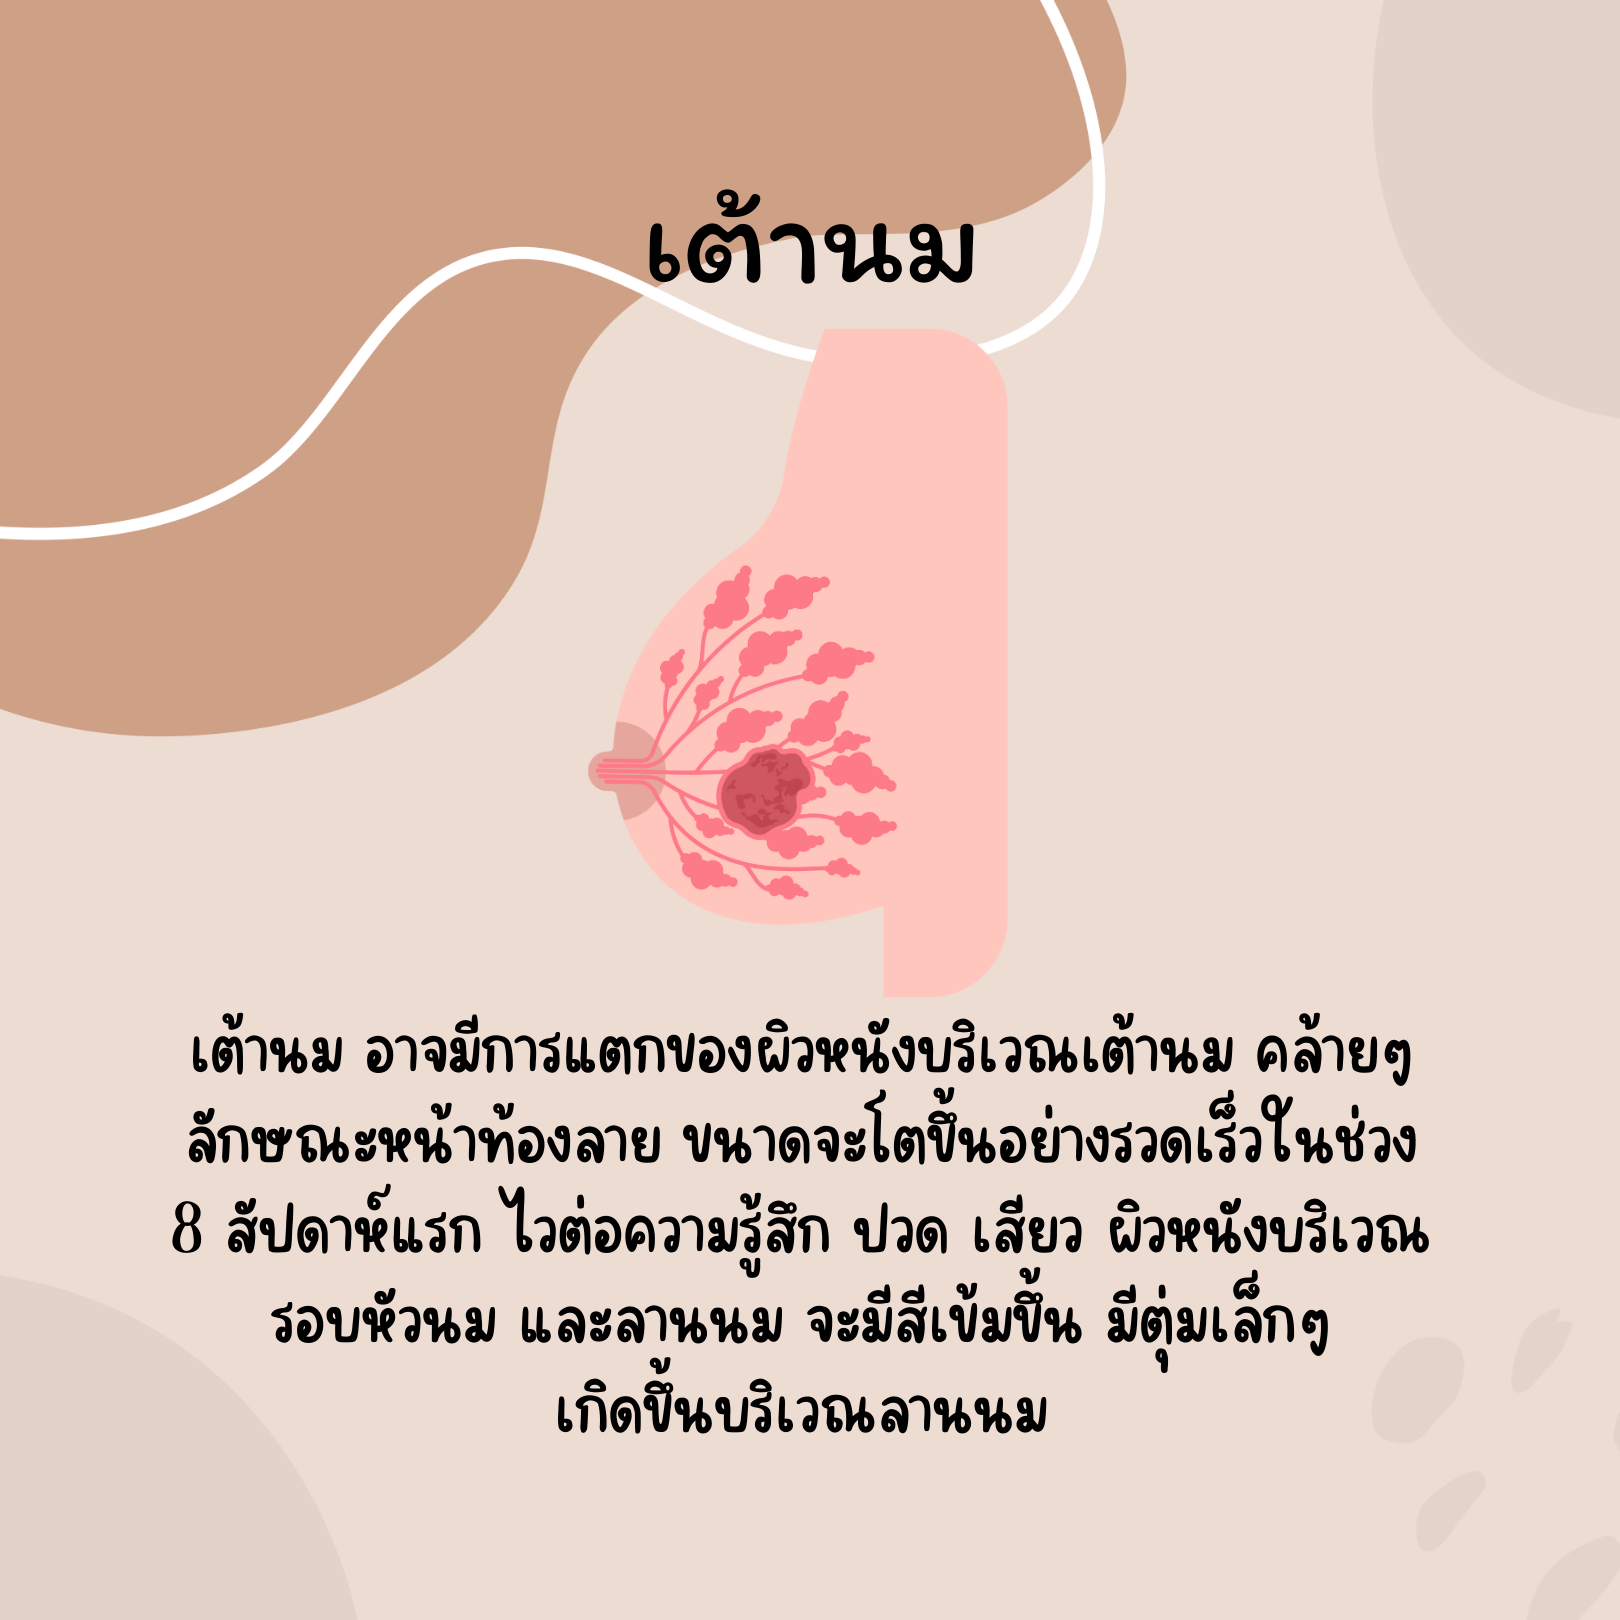 เต้านม
เต้านม อาจมีการแตกของผิวหนังบริเวณเต้านม คล้ายๆ
ลักษณะหน้าท้องลาย ขนาดจะโตขึ้นอย่างรวดเร็วในช่วง
8 สัปดาห์แรก ไวต่อความรู้สึก ปวด เสียว ผิวหนังบริเวณ
รอบหัวนม และลานนม จะมีสีเข้มขึ้น มีตุ่มเล็กๆ
เกิดขึ้นบริเวณลานนม